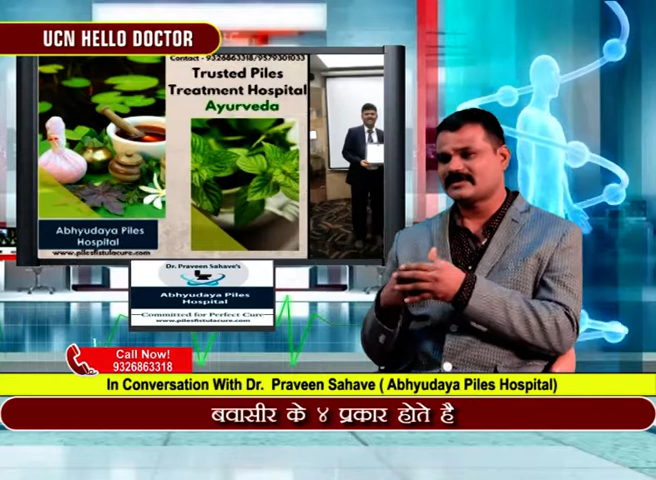 UCN HELLO DOCTOR
Contact - 9326863318/9579301033
Trusted Piles
Treatment Hospital
Ayurveda
Abhyudaya Piles
Hospital
www.pilesfistulacure.com
Dr. Praveen Sahave's
Abhyudaya Piles
Hospital
Committed for Perfect Cure
www.pilesfistulacure.com
Call Now!
9326863318
In Conversation With Dr. Praveen Sahave ( Abhyudaya Piles Hospital)
बवासीर के ४ प्रकार होते है